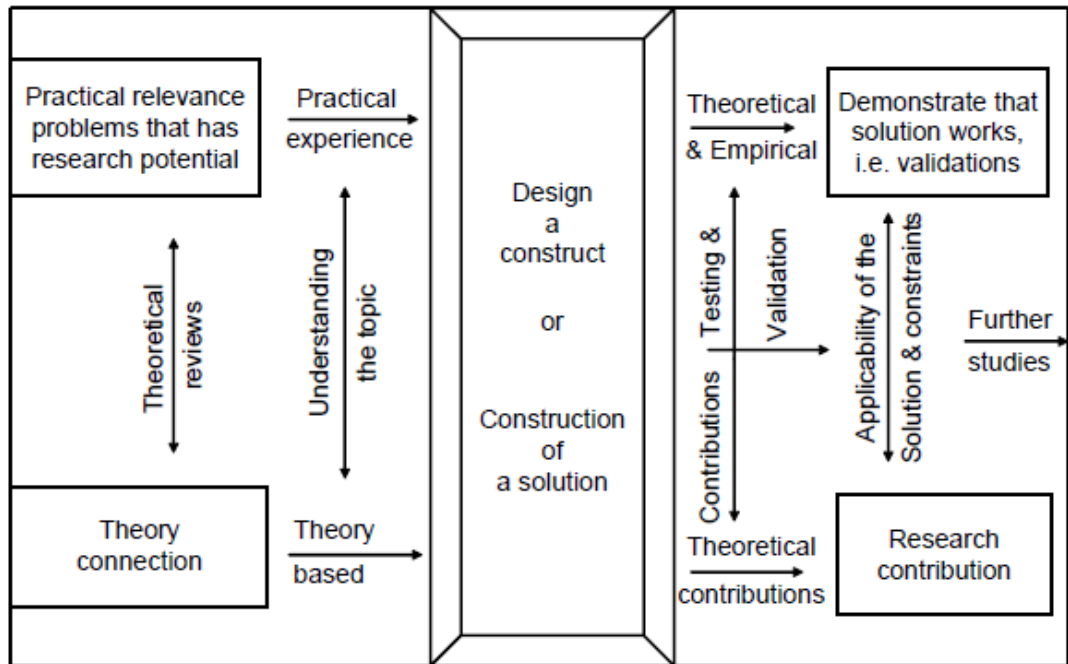 Practical relevance
problems that has
research potential
Practical
experience
Theoretical
reviews
Understanding
the topic
Theory
connection
Theory
based
Design
a
construct
or
Construction
of
a solution
Theoretical
& Empirical
Demonstrate that
solution works,
i.e. validations
Contributions Testing &
Validation
Applicability of the
Solution & constraints
Further
studies
Theoretical
contributions
Research
contribution